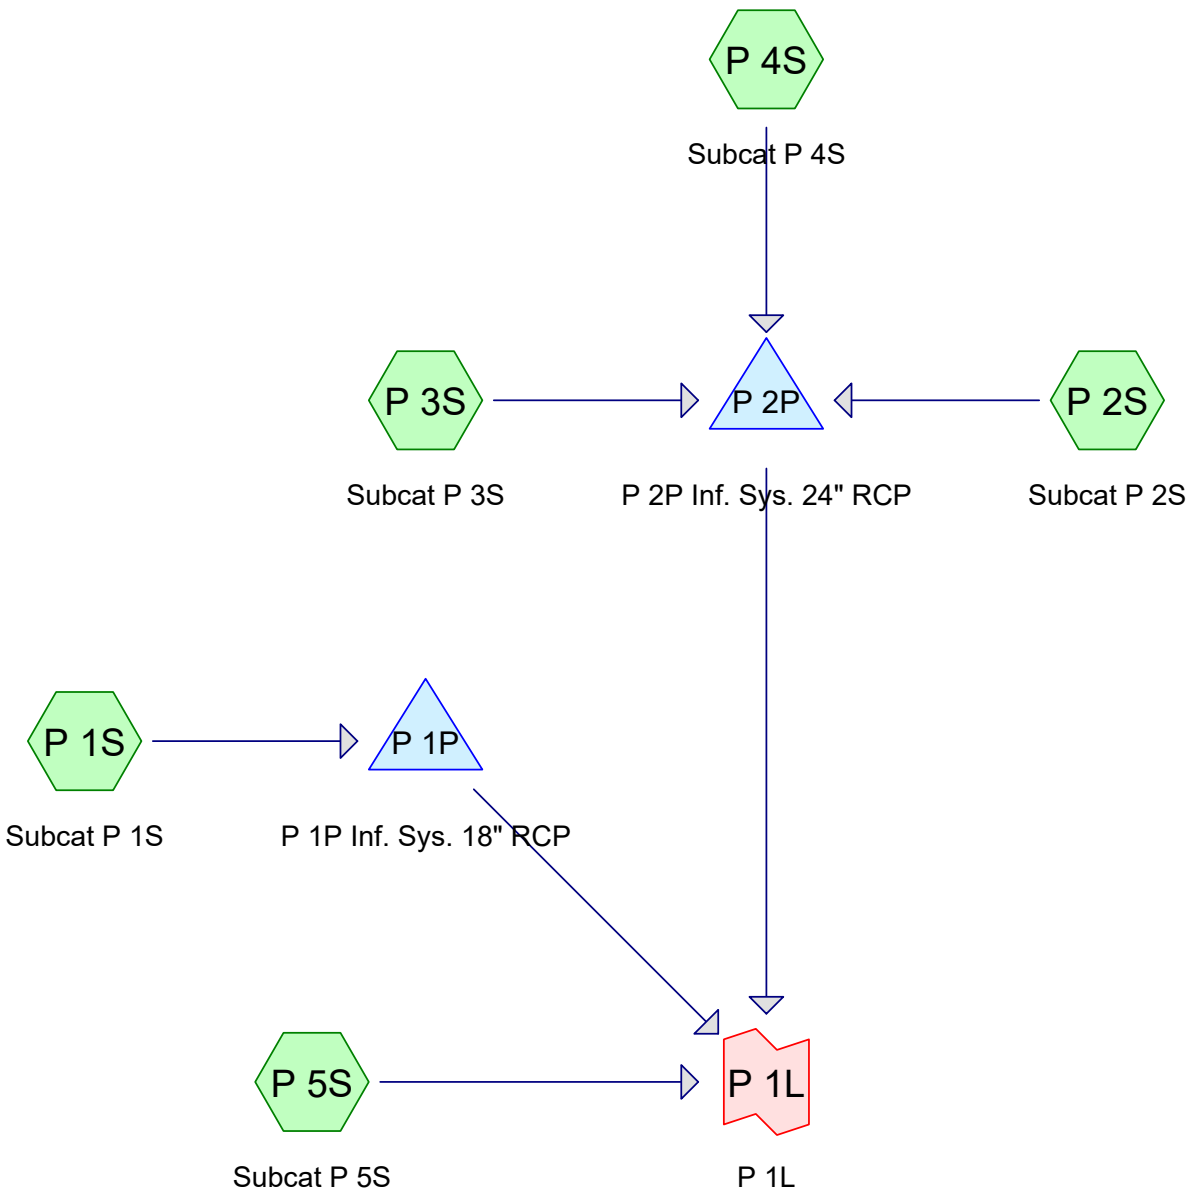 P 4S
Subcat P 4S
P 3S
P 2P
P 2S
Subcat P 3S
P 2P Inf. Sys. 24" RCP
Subcat P 2S
P 1S
P 1P
Subcat P 1S
P 1P Inf. Sys. 18" RCP
P 5S
P 1L
Subcat P 5S
P 1L